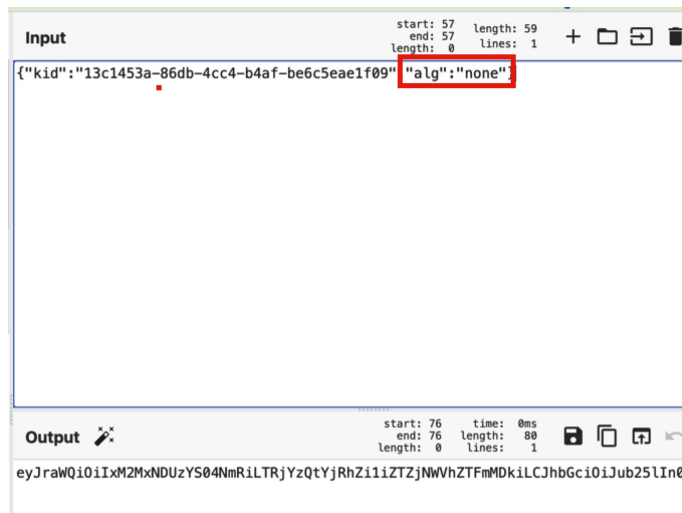 Input
start: 57
end: 57
length: 0
length: 59
lines: 1
{"kid":"13c1453a-86db-4cc4-b4af-be6c5eae1f09" "alg":"none"}
Output
start: 76
end: 76
length: 0
time: 0ms
length: 80
lines: 1
eyJraWQiOiIxM2MxNDUzYS04NmRiLTRjYzQtYjRhZi1iZTZjNWVhZTFmMDkiLCJhbGciOiJub25lIn0